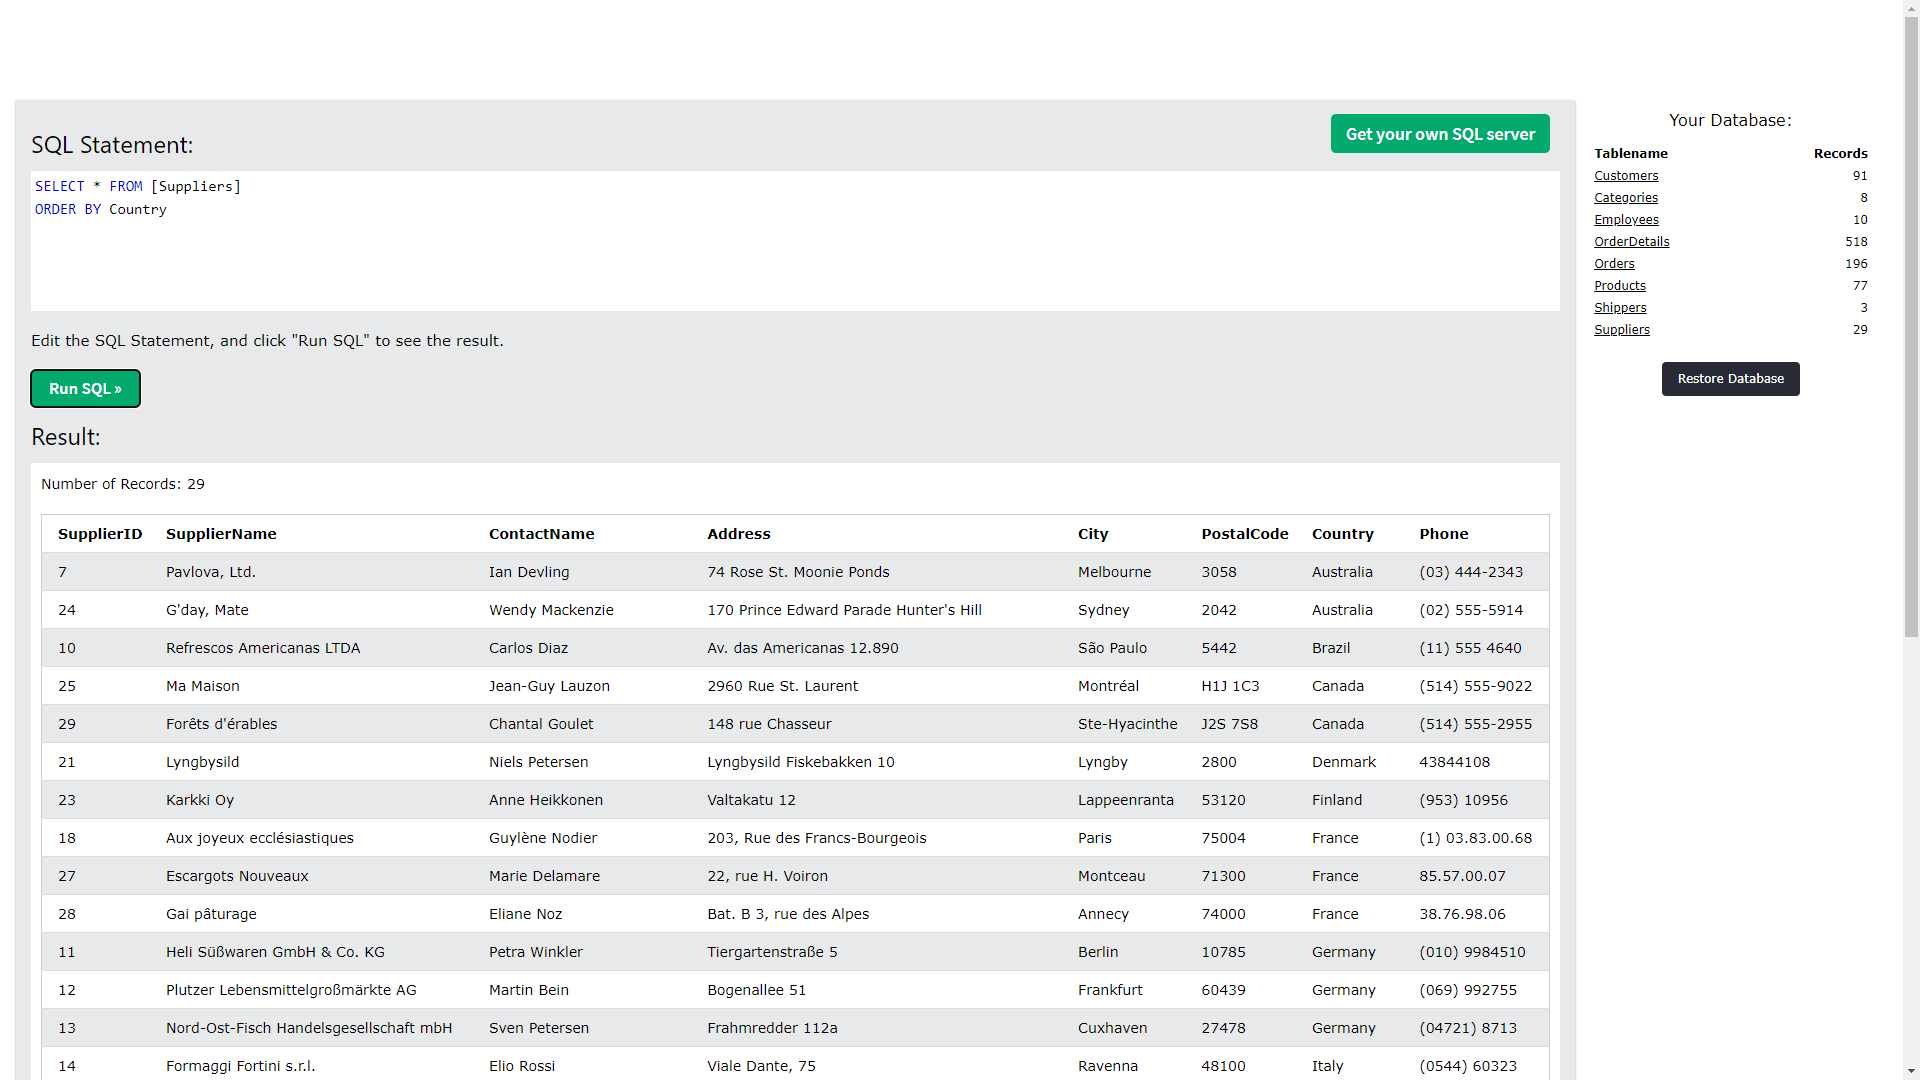 SQL Statement:
Get your own SQL server
SELECT * FROM [Suppliers]
ORDER BY Country
Edit the SQL Statement, and click "Run SQL" to see the result.
Run SQL »
Result:
Number of Records: 29
SupplierID SupplierName ContactName Address City PostalCode Country Phone
7 Pavlova, Ltd. Ian Devling 74 Rose St. Moonie Ponds Melbourne 3058 Australia (03) 444-2343
24 G'day, Mate Wendy Mackenzie 170 Prince Edward Parade Hunter's Hill Sydney 2042 Australia (02) 555-5914
10 Refrescos Americanas LTDA Carlos Diaz Av. das Americanas 12.890 São Paulo 5442 Brazil (11) 555 4640
25 Ma Maison Jean-Guy Lauzon 2960 Rue St. Laurent Montréal H1J 1C3 Canada (514) 555-9022
29 Forêts d'érables Chantal Goulet 148 rue Chasseur Ste-Hyacinthe J2S 7S8 Canada (514) 555-2955
21 Lyngbysild Niels Petersen Lyngbysild Fiskebakken 10 Lyngby 2800 Denmark 43844108
23 Karkki Oy Anne Heikkonen Valtakatu 12 Lappeenranta 53120 Finland (953) 10956
18 Aux joyeux ecclésiastiques Guylène Nodier 203, Rue des Francs-Bourgeois Paris 75004 France (1) 03.83.00.68
27 Escargots Nouveaux Marie Delamare 22, rue H. Voiron Montceau 71300 France 85.57.00.07
28 Gai pâturage Eliane Noz Bat. B 3, rue des Alpes Annecy 74000 France 38.76.98.06
11 Heli Süßwaren GmbH & Co. KG Petra Winkler Tiergartenstraße 5 Berlin 10785 Germany (010) 9984510
12 Plutzer Lebensmittelgroßmärkte AG Martin Bein Bogenallee 51 Frankfurt 60439 Germany (069) 992755
13 Nord-Ost-Fisch Handelsgesellschaft mbH Sven Petersen Frahmredder 112a Cuxhaven 27478 Germany (04721) 8713
14 Formaggi Fortini s.r.l. Elio Rossi Viale Dante, 75 Ravenna 48100 Italy (0544) 60323
Your Database:
Tablename Records
Customers 91
Categories 8
Employees 10
OrderDetails 518
Orders 196
Products 77
Shippers 3
Suppliers 29
Restore Database